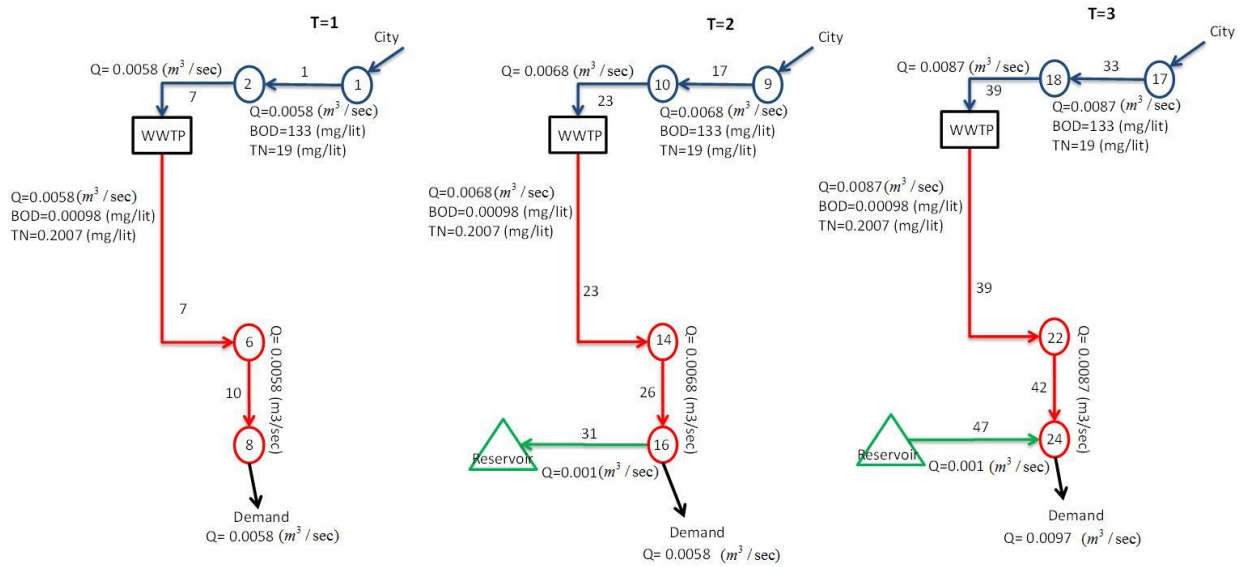 T=1
City
Q= 0.0058 (m³/sec)
1
2
1
7
Q=0.0058 (m³/sec)
BOD=133 (mg/lit)
TN=19 (mg/lit)
WWTP
Q=0.0058 (m³/sec)
BOD=0.00098 (mg/lit)
TN=0.2007 (mg/lit)
7
6
Q= 0.0058 (m3/sec)
10
8
Demand
Q= 0.0058 (m³/sec)
T=2
City
Q= 0.0068 (m³/sec)
17
10
9
23
Q=0.0068 (m³/sec)
BOD=133 (mg/lit)
TN=19 (mg/lit)
WWTP
Q=0.0068 (m³/sec)
BOD=0.00098 (mg/lit)
TN=0.2007 (mg/lit)
23
14
Q= 0.0068 (m3/sec)
26
31
16
Reservoir
Q=0.001(m³/sec)
Demand
Q= 0.0058 (m³/sec)
T=3
City
Q= 0.0087 (m³/sec)
33
18
17
39
Q=0.0087 (m³/sec)
BOD=133 (mg/lit)
TN=19 (mg/lit)
WWTP
Q=0.0087 (m³/sec)
BOD=0.00098 (mg/lit)
TN=0.2007 (mg/lit)
39
22
Q= 0.0087 (m3/sec)
42
47
24
Reservoir
Q=0.001 (m³/sec)
Demand
Q= 0.0097 (m³/sec)